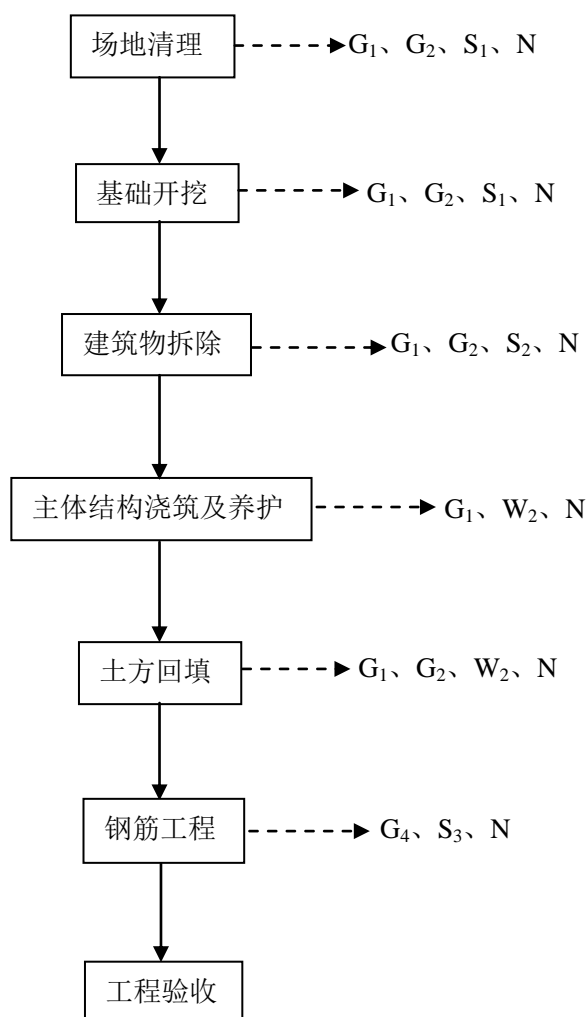 场地清理 G₁、G₂、S₁、N
基础开挖 G₁、G₂、S₁、N
建筑物拆除 G₁、G₂、S₂、N
主体结构浇筑及养护 G₁、W₂、N
土方回填 G₁、G₂、W₂、N
钢筋工程 G₄、S₃、N
工程验收